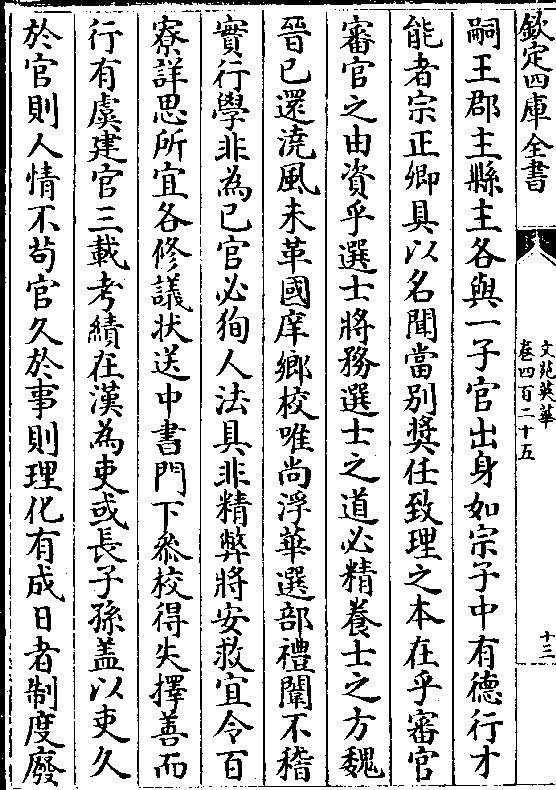 欽定四庫全書
文苑英華
卷四百二十五
十三
嗣王郡主縣主各與一子官出身如宗子中有德行才
能者宗正卿具以名聞當别奬任致理之本在乎審官
審官之由資乎選士將務選士之道必精養士之方魏
晉已還澆風未革國庠鄉校唯尚浮華選部禮闈不稽
實行學非為己官必狥人法具非精弊將安救宜令百
寮詳思所宜各修議狀送中書門下叅校得失擇善而
行有虞建官三載考績在漢為吏或長子孫盖以吏久
於官則人情不苟官久於事則理化有成日者制度廢